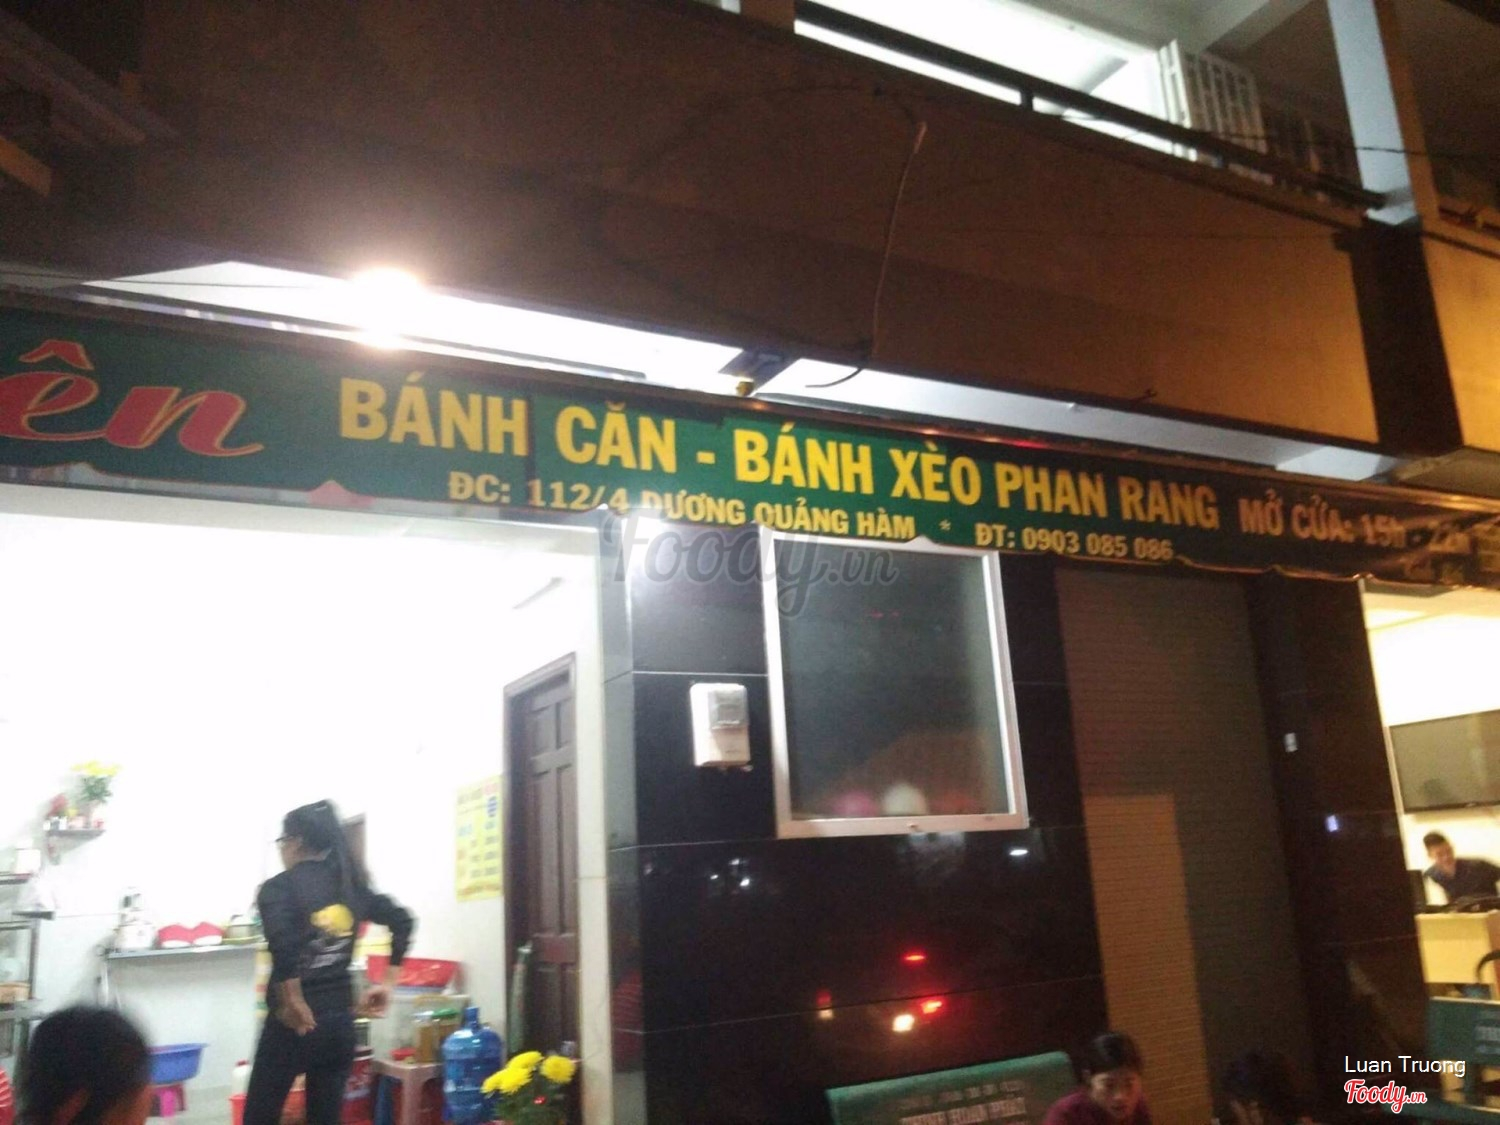 ên BÁNH CĂN - BÁNH XÈO PHAN RANG MỞ CỬA: 15h - 22h
ĐC: 112/4 DƯƠNG QUẢNG HÀM * ĐT: 0903 085 086
Foody.vn
Luan Truong
Foody.vn